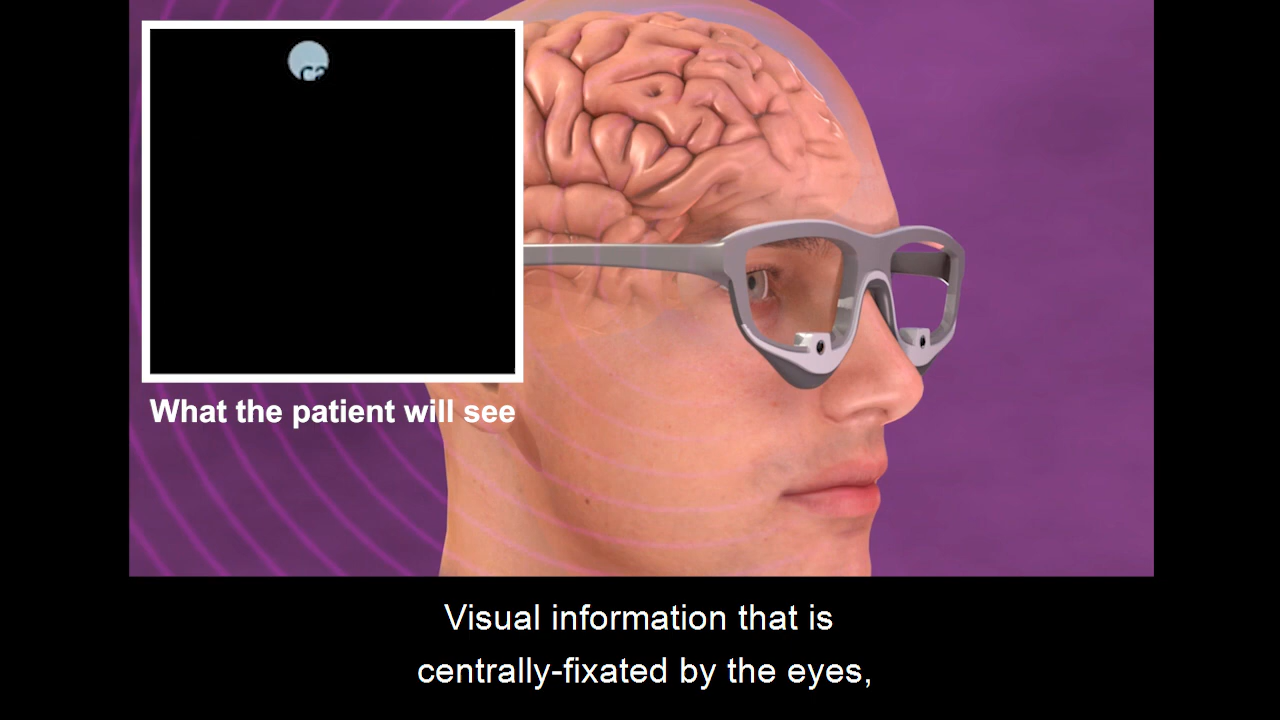 What the patient will see
Visual information that is
centrally-fixated by the eyes,